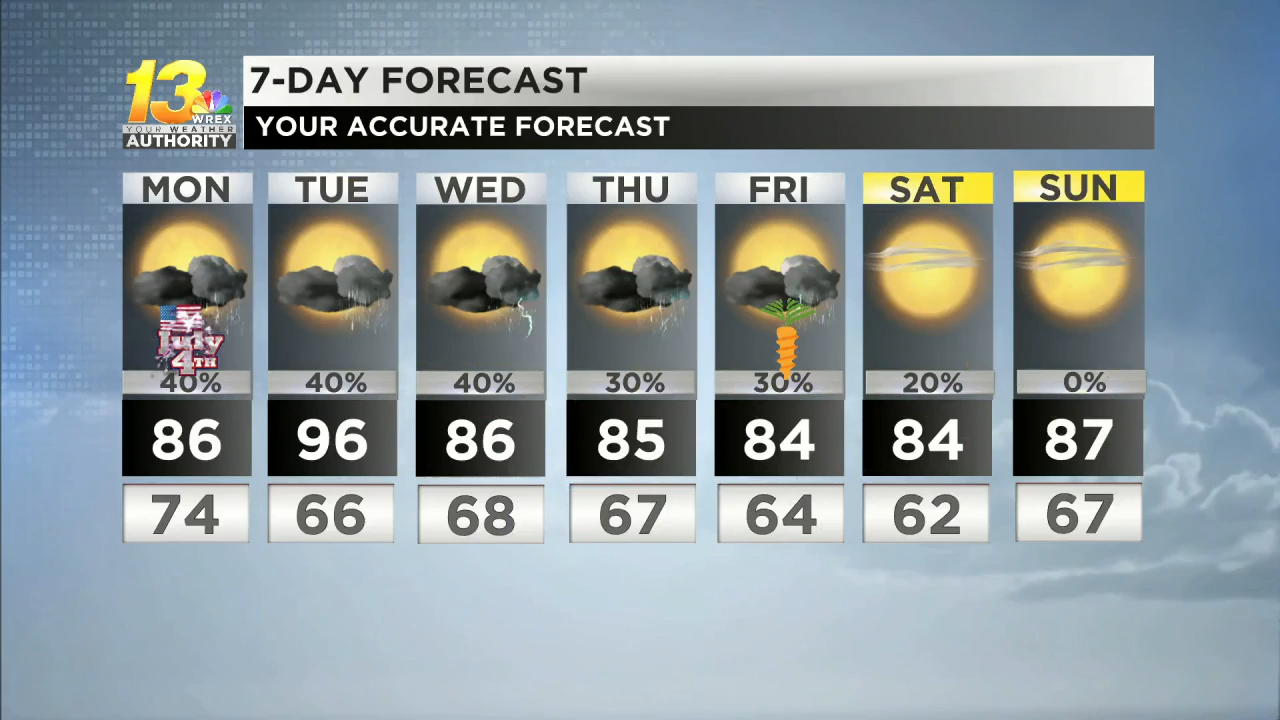 13
WREX
YOUR WEATHER
AUTHORITY
7-DAY FORECAST
YOUR ACCURATE FORECAST
MON TUE WED THU FRI SAT SUN
July
4TH
40% 40% 40% 30% 30% 20% 0%
86 96 86 85 84 84 87
74 66 68 67 64 62 67